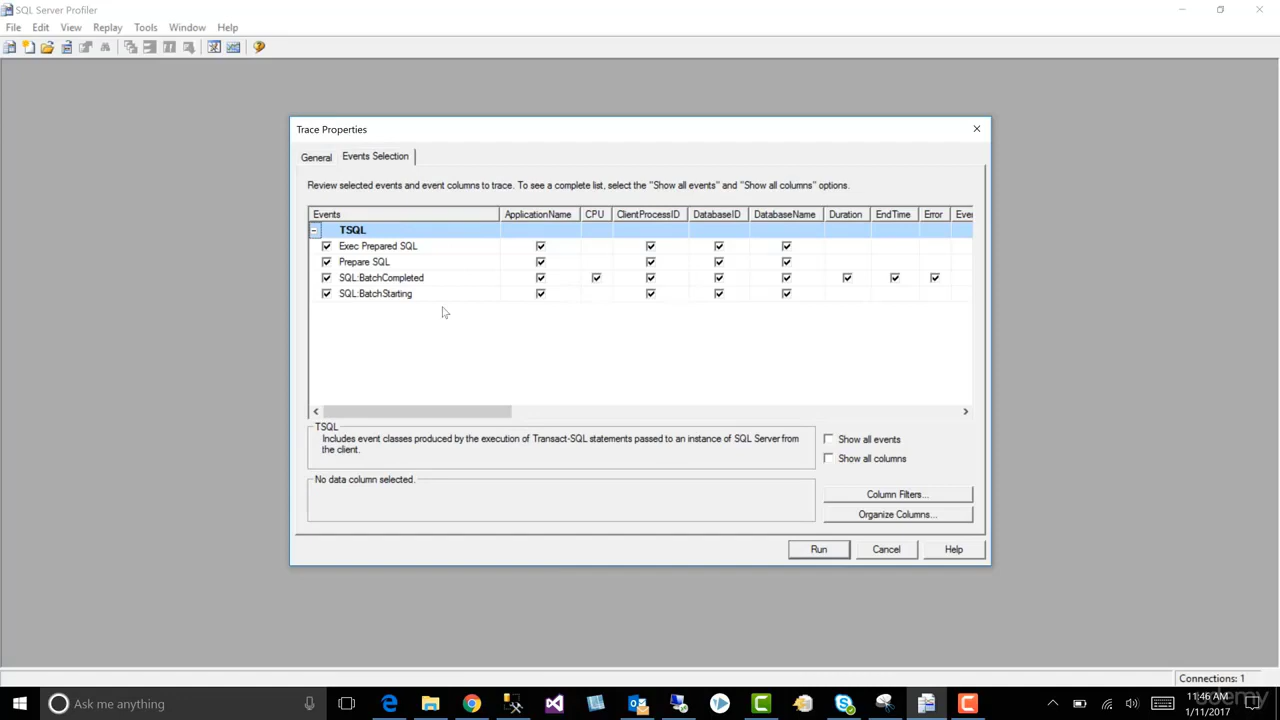 SQL Server Profiler
File Edit View Replay Tools Window Help
Trace Properties
General Events Selection
Review selected events and event columns to trace. To see a complete list, select the "Show all events" and "Show all columns" options.
Events ApplicationName CPU ClientProcessID DatabaseID DatabaseName Duration EndTime Error Eve
TSQL
Exec Prepared SQL
Prepare SQL
SQL:BatchCompleted
SQL:BatchStarting
TSQL
Includes event classes produced by the execution of Transact-SQL statements passed to an instance of SQL Server from
the client.
Show all events
Show all columns
No data column selected.
Column Filters...
Organize Columns...
Run Cancel Help
Connections: 1
Ask me anything
11:46 AM
1/11/2017
udemy